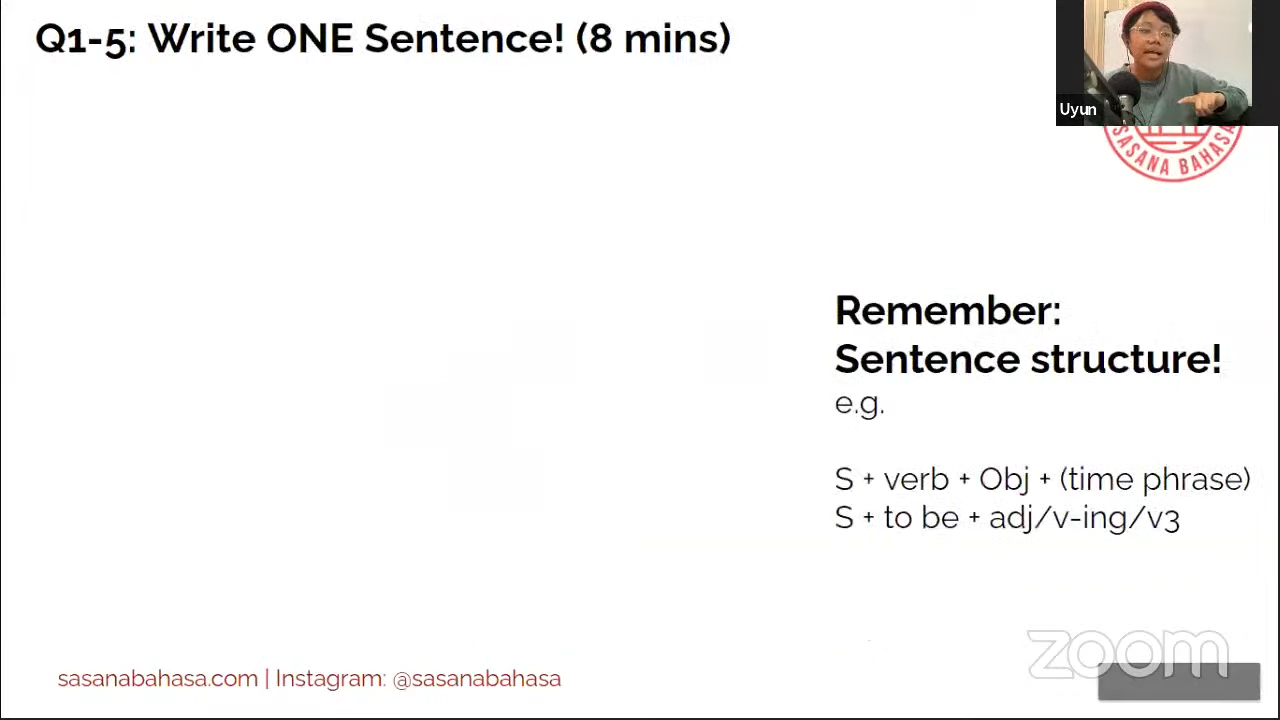 Q1-5: Write ONE Sentence! (8 mins)
Uyun
SASANA BAHASA
Remember:
Sentence structure!
e.g.
S + verb + Obj + (time phrase)
S + to be + adj/v-ing/v3
zoom
sasanabahasa.com | Instagram: @sasanabahasa